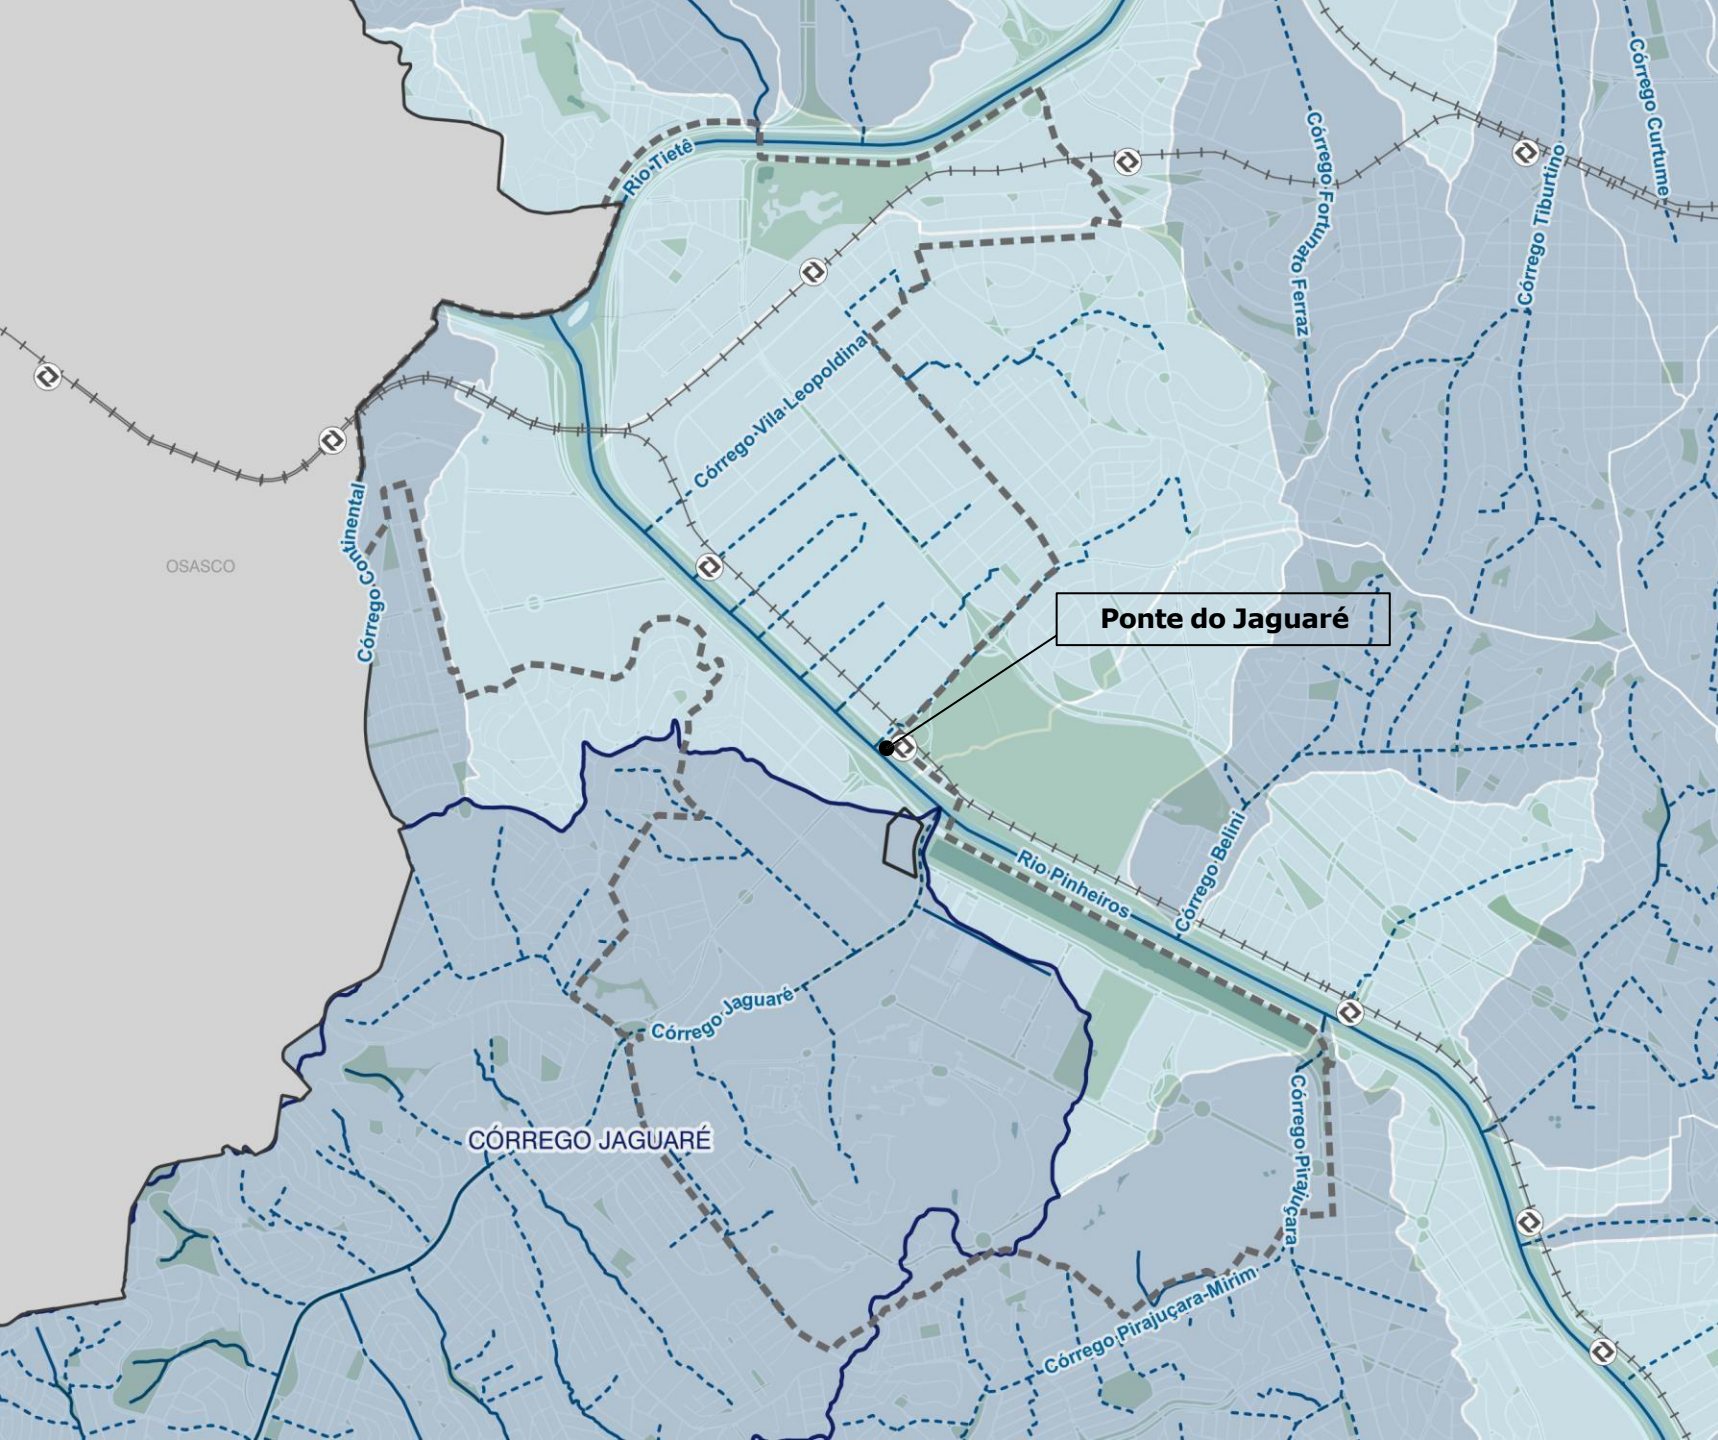 Córrego Curtume
Córrego Fortunato Ferraz
Córrego Tiburtino
Rio Tietê
Córrego Vila Leopoldina
Córrego Continental
OSASCO
Ponte do Jaguaré
Rio Pinheiros
Córrego Belini
Córrego Jaguaré
CÓRREGO JAGUARÉ
Córrego Pirajuçara
Córrego Pirajuçara-Mirim